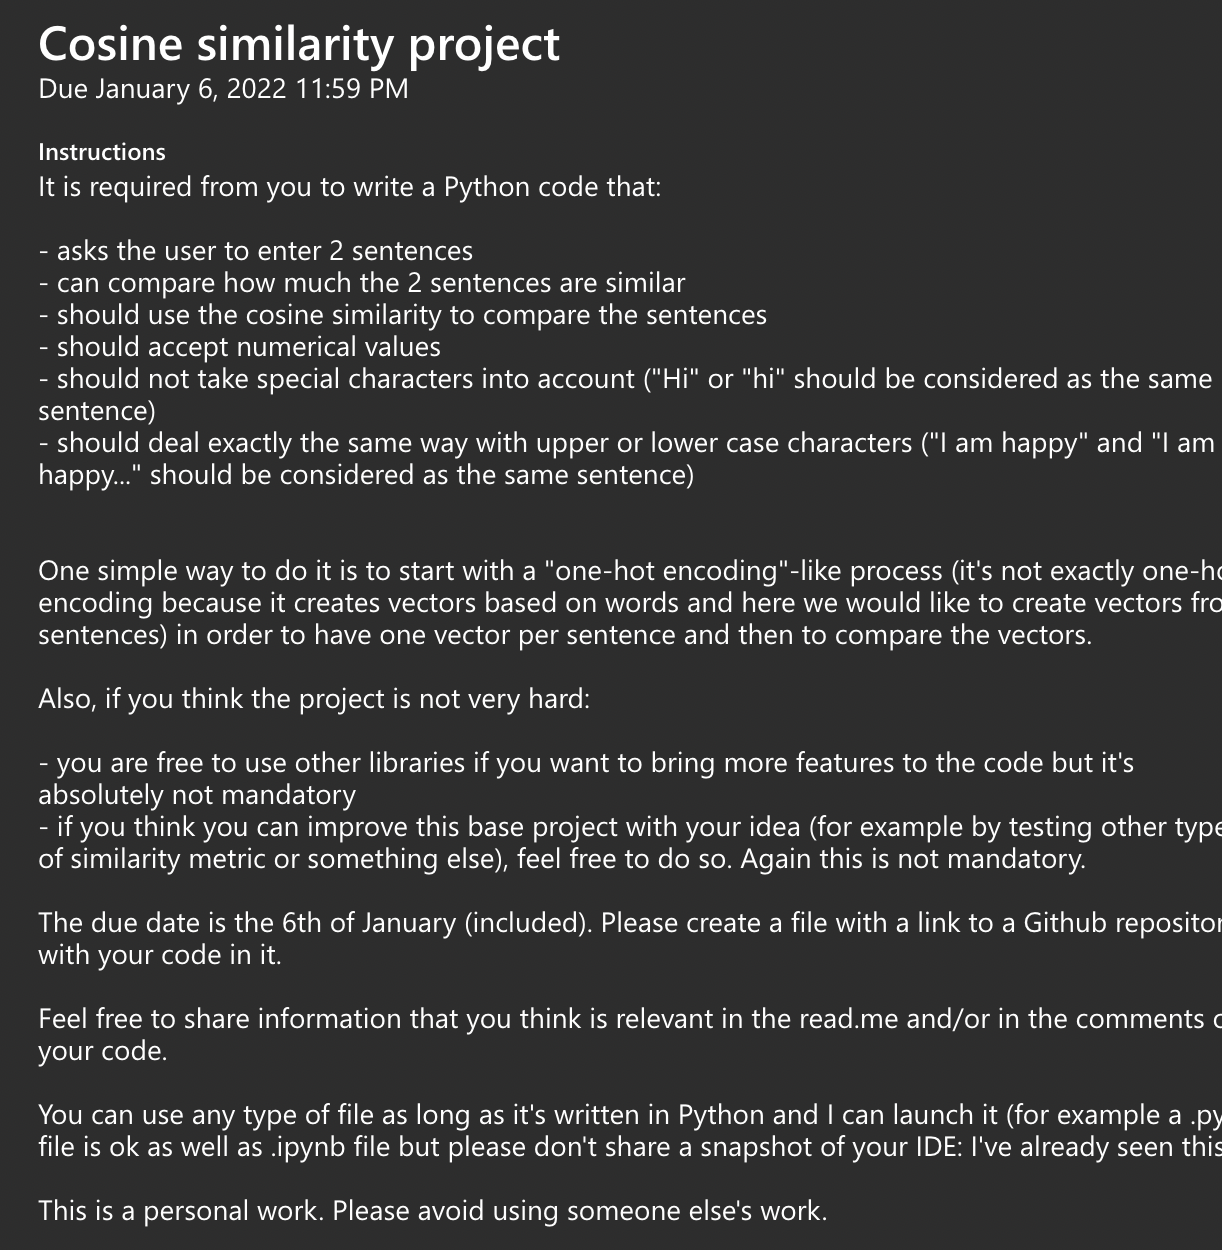 Cosine similarity project
Due January 6, 2022 11:59 PM
Instructions
It is required from you to write a Python code that:
- asks the user to enter 2 sentences
- can compare how much the 2 sentences are similar
- should use the cosine similarity to compare the sentences
- should accept numerical values
- should not take special characters into account ("Hi" or "hi" should be considered as the same
sentence)
- should deal exactly the same way with upper or lower case characters ("I am happy" and "I am
happy..." should be considered as the same sentence)
One simple way to do it is to start with a "one-hot encoding"-like process (it's not exactly
encoding because it creates vectors based on words and here we would like to create vectors
sentences) in order to have one vector per sentence and then to compare the vectors.
Also, if you think the project is not very hard:
- you are free to use other libraries if you want to bring more features to the code but it's
absolutely not mandatory
- if you think you can improve this base project with your idea (for example by testing other
of similarity metric or something else), feel free to do so. Again this is not mandatory.
The due date is the 6th of January (included). Please create a file with a link to a Github
with your code in it.
Feel free to share information that you think is relevant in the read.me and/or in the comments
your code.
You can use any type of file as long as it's written in Python and I can launch it (for example a .py
file is ok as well as .ipynb file but please don't share a snapshot of your IDE: I've already seen this
This is a personal work. Please avoid using someone else's work.